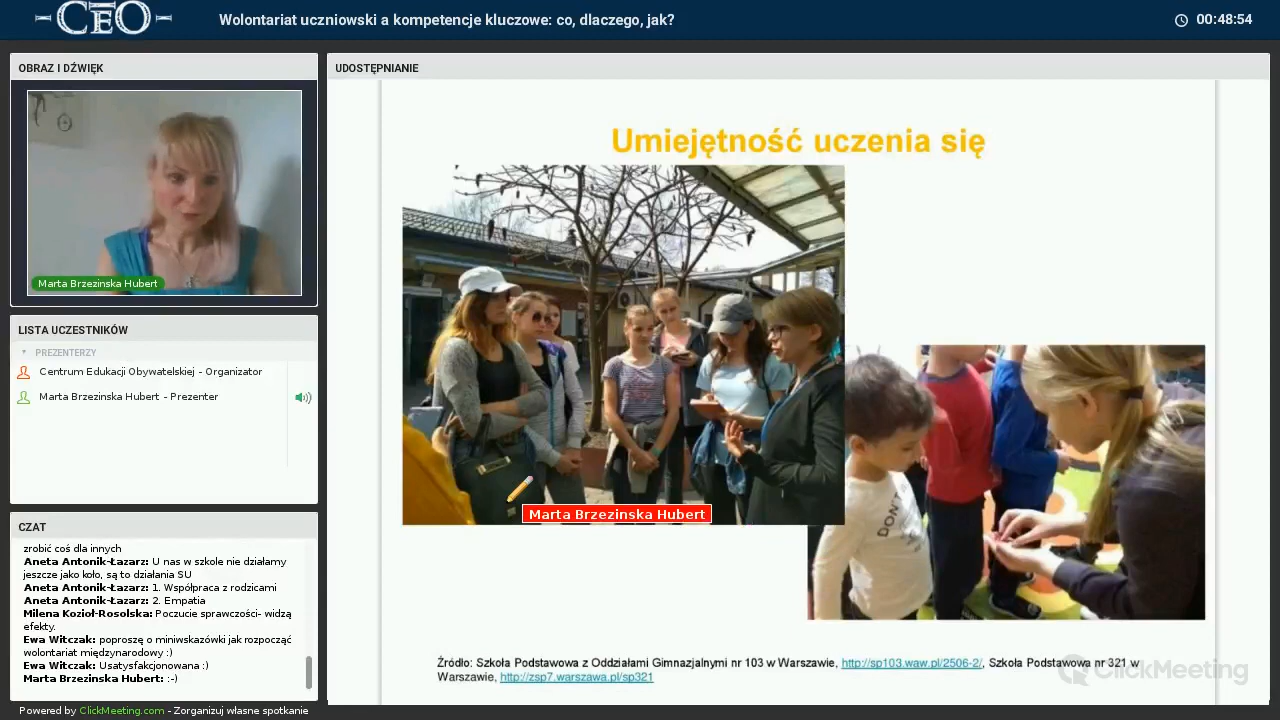 CEO
Wolontariat uczniowski a kompetencje kluczowe: co, dlaczego, jak?
00:48:54
OBRAZ I DŹWIĘK
Marta Brzezinska Hubert
LISTA UCZESTNIKÓW
PREZENTERZY
Centrum Edukacji Obywatelskiej - Organizator
Marta Brzezinska Hubert - Prezenter
CZAT
zrobić coś dla innych
Aneta Antonik-Łazarz: U nas w szkole nie działamy
jeszcze jako koło, są to działania SU
Aneta Antonik-Łazarz: 1. Współpraca z rodzicami
Aneta Antonik-Łazarz: 2. Empatia
Milena Kozioł-Rosolska: Poczucie sprawczości- widzą
efekty.
Ewa Witczak: poproszę o miniwskazówki jak rozpocząć
wolontariat międzynarodowy :)
Ewa Witczak: Usatysfakcjonowana :)
Marta Brzezinska Hubert: :-)
Powered by ClickMeeting.com - Zorganizuj własne spotkanie
UDOSTĘPNIANIE
Umiejętność uczenia się
Marta Brzezinska Hubert
DON'T
Źródło: Szkoła Podstawowa z Oddziałami Gimnazjalnymi nr 103 w Warszawie, http://sp103.waw.pl/2506-2/, Szkoła Podstawowa nr 321 w
Warszawie, http://zsp7.warszawa.pl/sp321
ClickMeeting